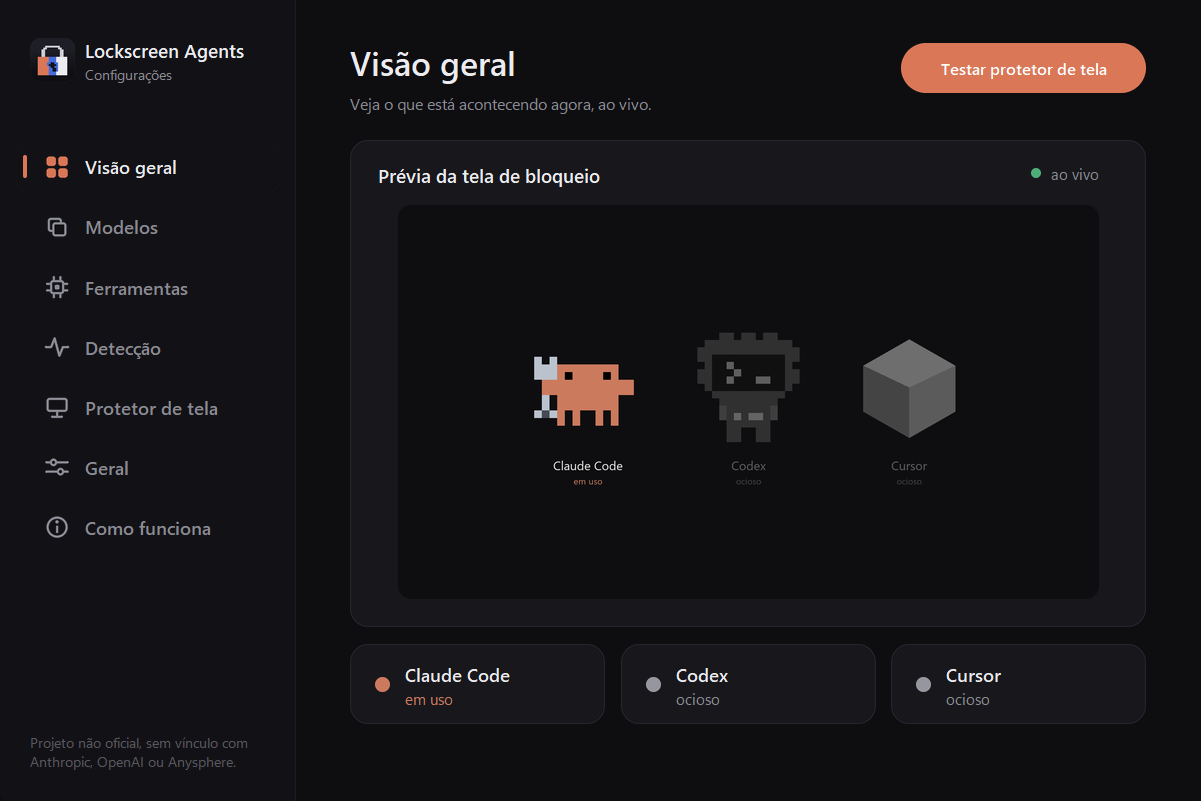 Lockscreen Agents
Configurações
Visão geral
Modelos
Ferramentas
Detecção
Protetor de tela
Geral
Como funciona
Projeto não oficial, sem vínculo com
Anthropic, OpenAI ou Anysphere.
Visão geral
Veja o que está acontecendo agora, ao vivo.
Testar protetor de tela
Prévia da tela de bloqueio
ao vivo
Claude Code
em uso
Codex
ocioso
Cursor
ocioso
Claude Code
em uso
Codex
ocioso
Cursor
ocioso